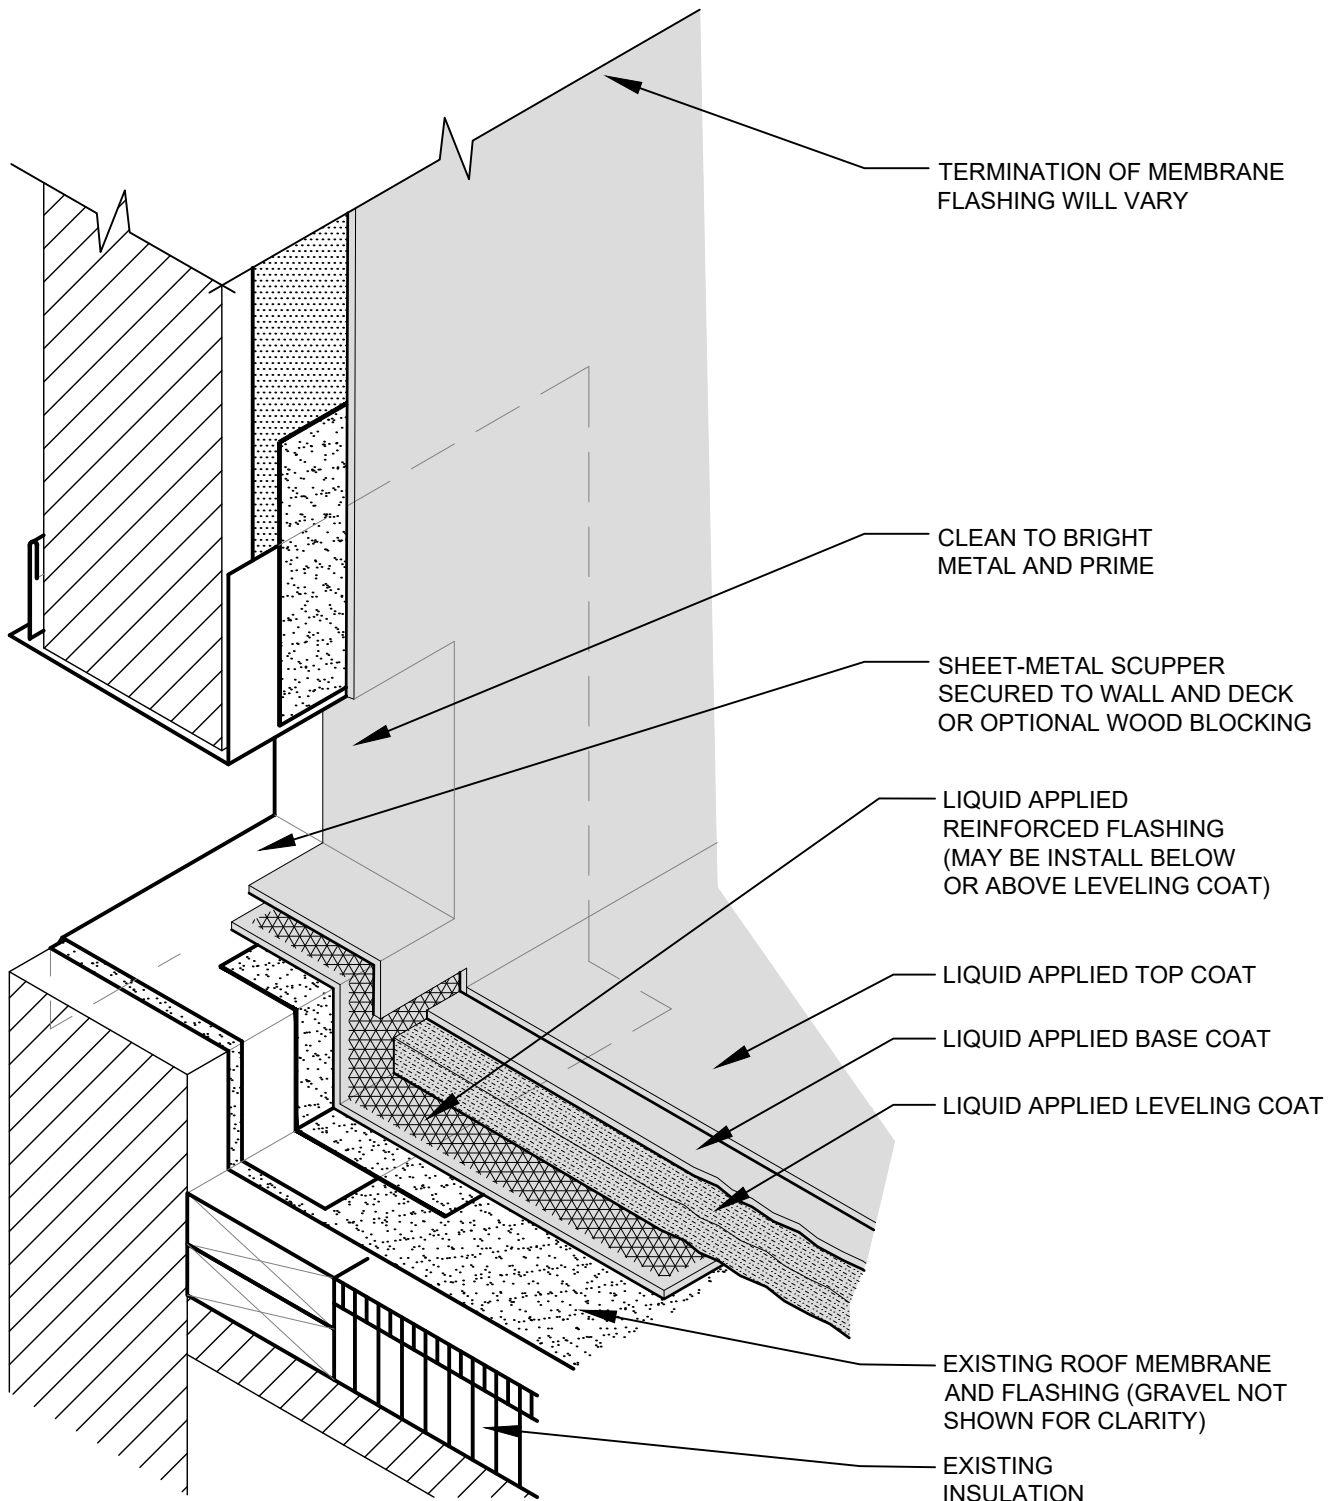 TERMINATION OF MEMBRANE
FLASHING WILL VARY
CLEAN TO BRIGHT
METAL AND PRIME
SHEET-METAL SCUPPER
SECURED TO WALL AND DECK
OR OPTIONAL WOOD BLOCKING
LIQUID APPLIED
REINFORCED FLASHING
(MAY BE INSTALL BELOW
OR ABOVE LEVELING COAT)
LIQUID APPLIED TOP COAT
LIQUID APPLIED BASE COAT
LIQUID APPLIED LEVELING COAT
EXISTING ROOF MEMBRANE
AND FLASHING (GRAVEL NOT
SHOWN FOR CLARITY)
EXISTING
INSULATION